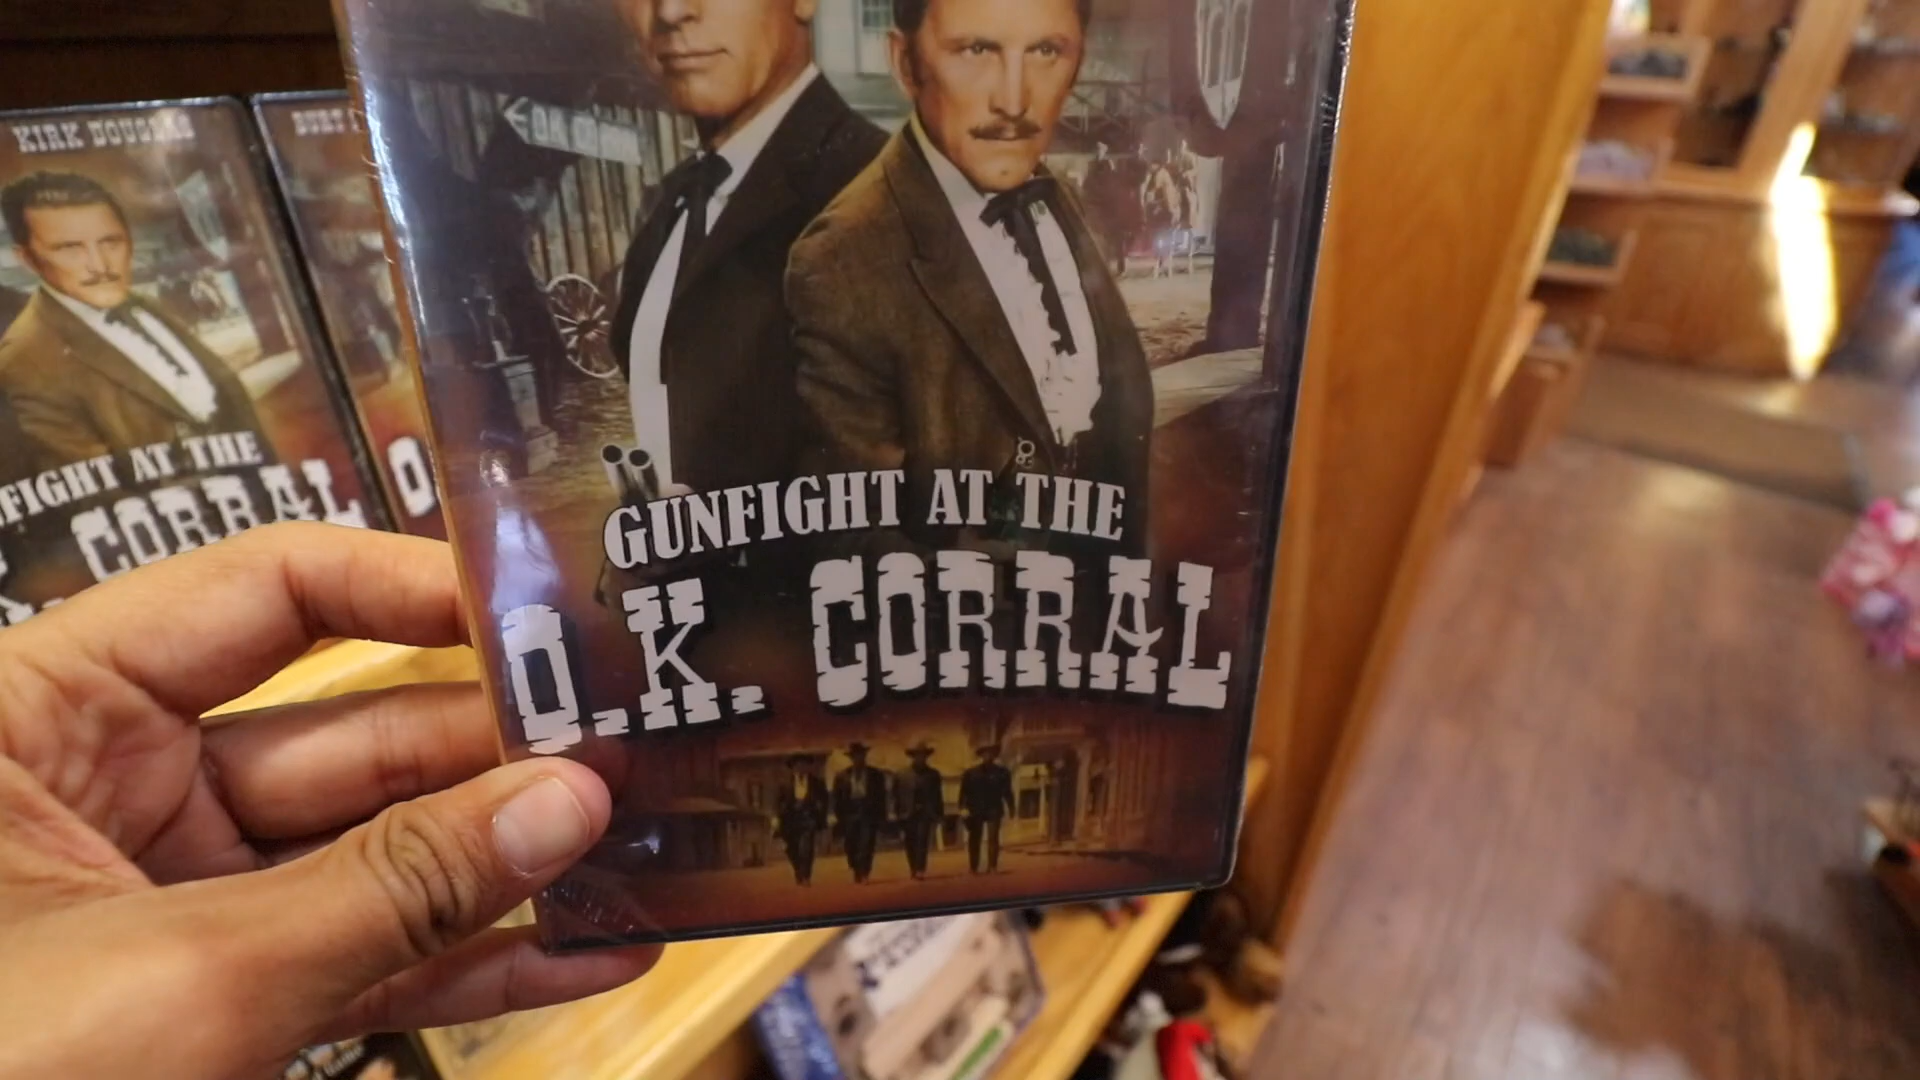 KIRK DOUGLAS
FIGHT AT THE
CORRAL
GUNFIGHT AT THE
O.K. CORRAL